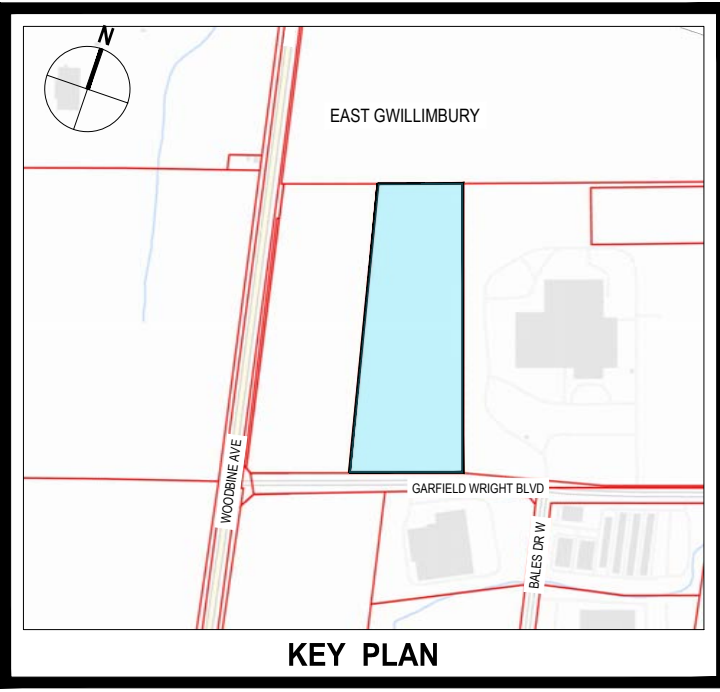 N
EAST GWILLIMBURY
WOODBINE AVE
GARFIELD WRIGHT BLVD
BALES DR W
KEY PLAN